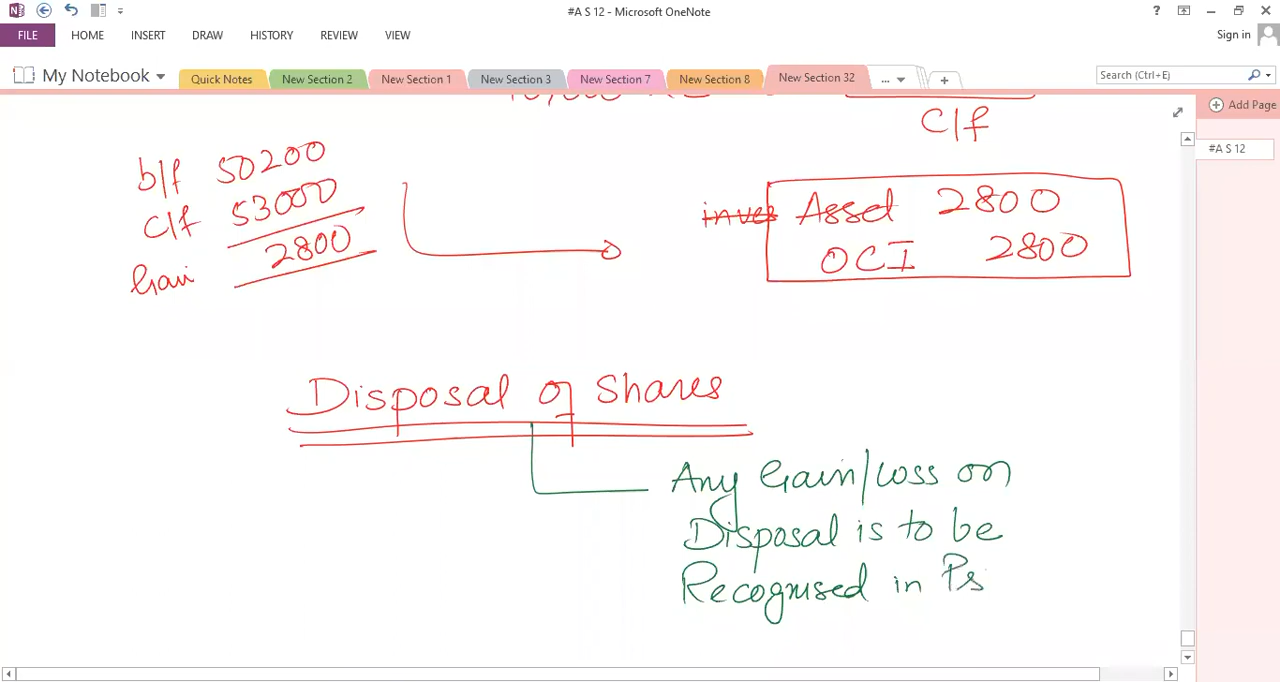 #A S 12 - Microsoft OneNote
FILE HOME INSERT DRAW HISTORY REVIEW VIEW
Sign in
My Notebook
Quick Notes New Section 2 New Section 1 New Section 3 New Section 7 New Section 8 New Section 32 ...
Search (Ctrl+E)
Add Page
#A S 12
C/f
b/f 50200
C/f 53000
2800
Gain
inves Asset 2800
OCI 2800
Disposal of Shares
Any Gain/Loss on
Disposal is to be
Recognised in